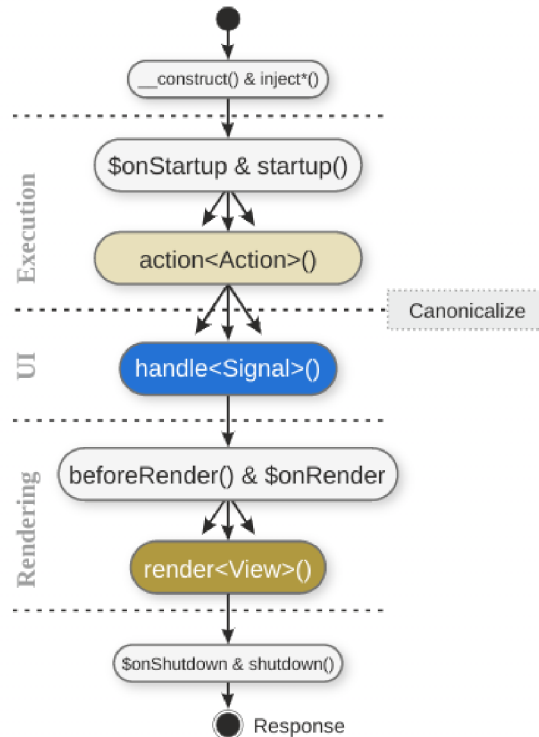 __construct() & inject*()
$onStartup & startup()
Execution
action<Action>()
Canonicalize
UI
handle<Signal>()
beforeRender() & $onRender
Rendering
render<View>()
$onShutdown & shutdown()
Response